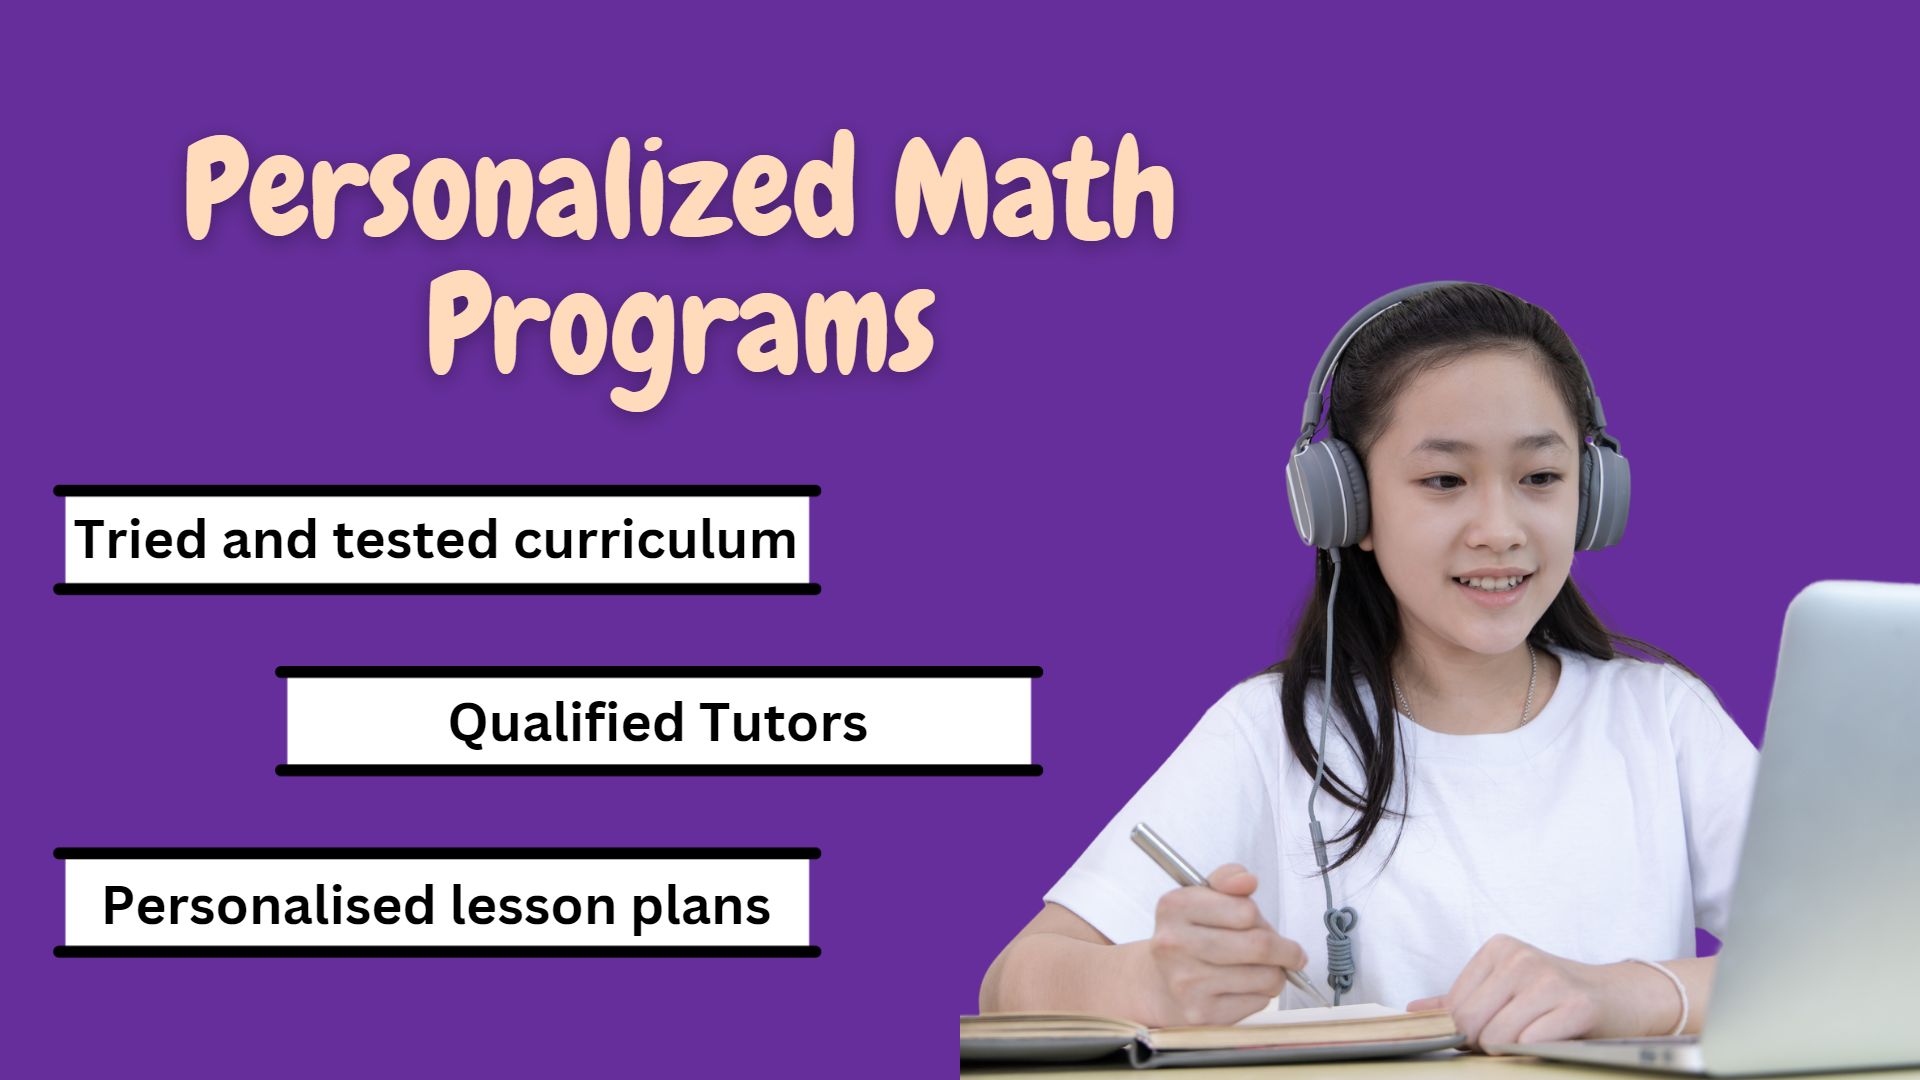 Personalized Math
Programs
Tried and tested curriculum
Qualified Tutors
Personalised lesson plans